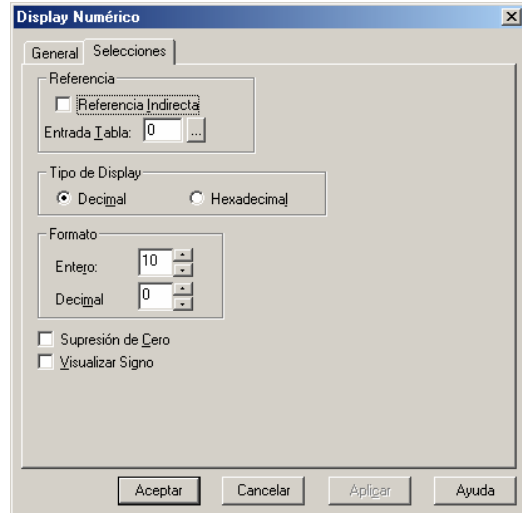 Display Numérico
General Selecciones
Referencia
Referencia Indirecta
Entrada Tabla: 0 ...
Tipo de Display
Decimal Hexadecimal
Formato
Entero: 10
Decimal 0
Supresión de Cero
Visualizar Signo
Aceptar Cancelar Aplicar Ayuda